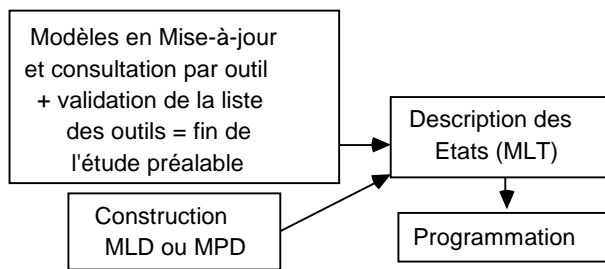 Modèles en Mise-à-jour
et consultation par outil
+ validation de la liste
des outils = fin de
l'étude préalable
Description des
Etats (MLT)
Construction
MLD ou MPD
Programmation